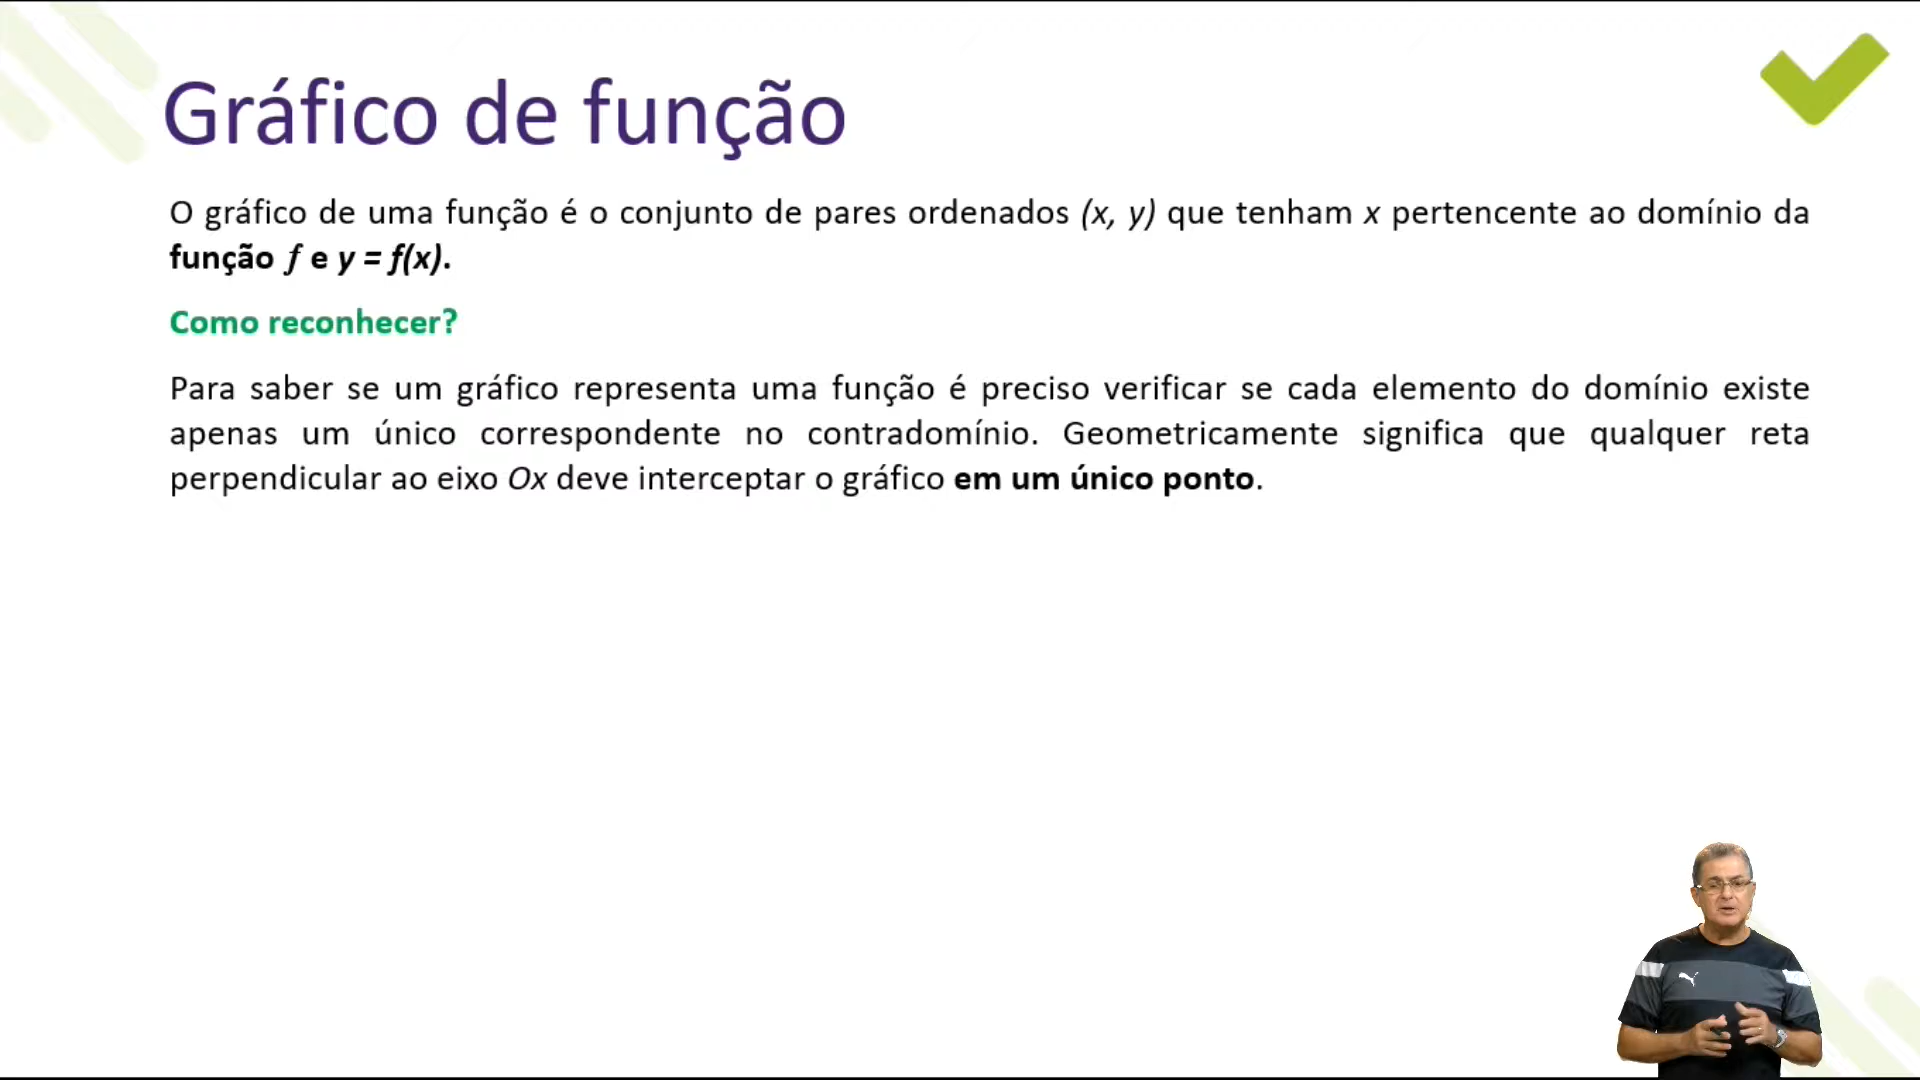 Gráfico de função
O gráfico de uma função é o conjunto de pares ordenados (x, y) que tenham x pertencente ao domínio da
função f e y = f(x).
Como reconhecer?
Para saber se um gráfico representa uma função é preciso verificar se cada elemento do domínio existe
apenas um único correspondente no contradomínio. Geometricamente significa que qualquer reta
perpendicular ao eixo Ox deve interceptar o gráfico em um único ponto.